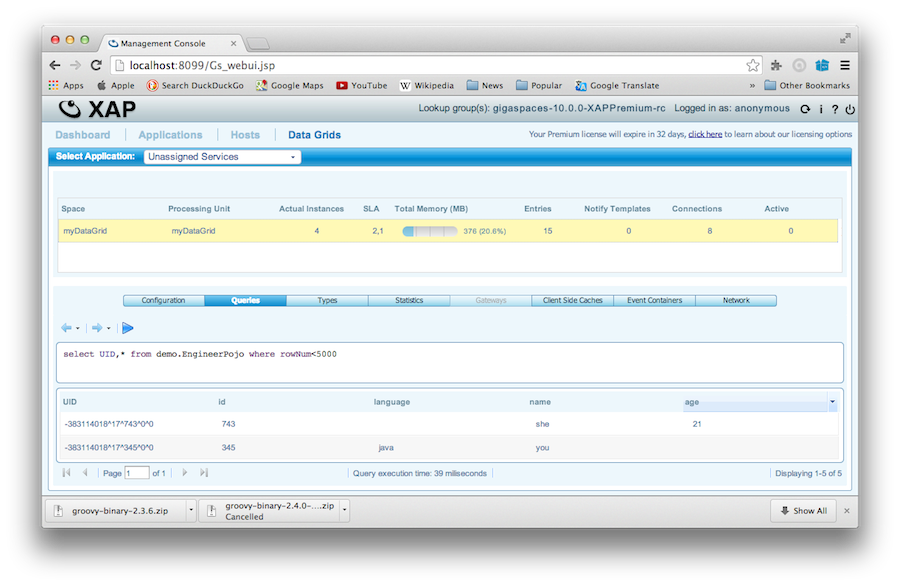 Management Console
localhost:8099/Gs_webui.jsp
Apps Apple Search DuckDuckGo Google Maps YouTube Wikipedia News Popular Google Translate » Other Bookmarks
XAP Lookup group(s): gigaspaces-10.0.0-XAPPremium-rc Logged in as: anonymous
Dashboard Applications Hosts Data Grids Your Premium license will expire in 32 days, click here to learn about our licensing options
Select Application: Unassigned Services
Space Processing Unit Actual Instances SLA Total Memory (MB) Entries Notify Templates Connections Active
myDataGrid myDataGrid 4 2,1 376 (20.6%) 15 0 8 0
Configuration Queries Types Statistics Gateways Client Side Caches Event Containers Network
select UID,* from demo.EngineerPojo where rowNum<5000
UID id language name age
-383114018^17^743^0^0 743 she 21
-383114018^17^345^0^0 345 java you
Page 1 of 1 Query execution time: 39 miliseconds Displaying 1-5 of 5
groovy-binary-2.3.6.zip groovy-binary-2.4.0-....zip Show All
Cancelled